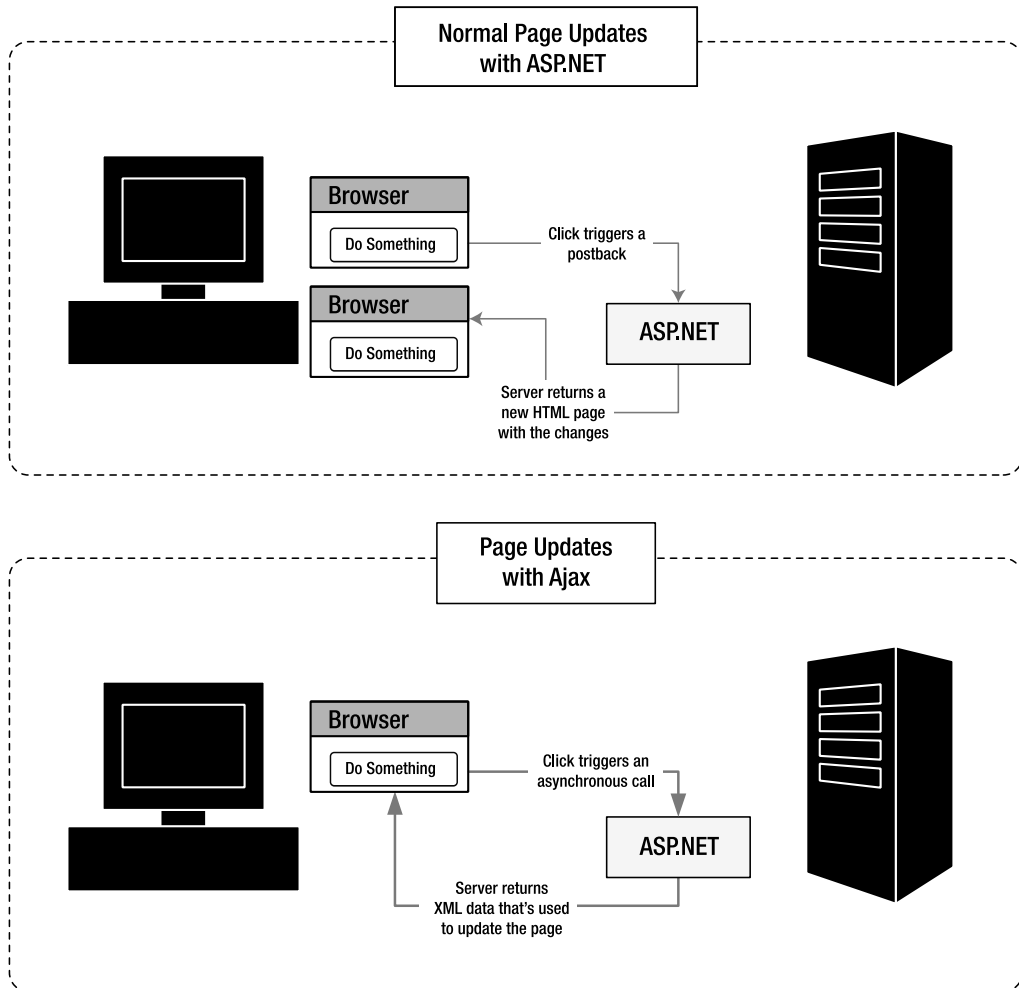 Normal Page Updates
with ASP.NET
Browser
Do Something
Click triggers a
postback
Browser
Do Something
ASP.NET
Server returns a
new HTML page
with the changes
Page Updates
with Ajax
Browser
Do Something
Click triggers an
asynchronous call
ASP.NET
Server returns
XML data that's used
to update the page